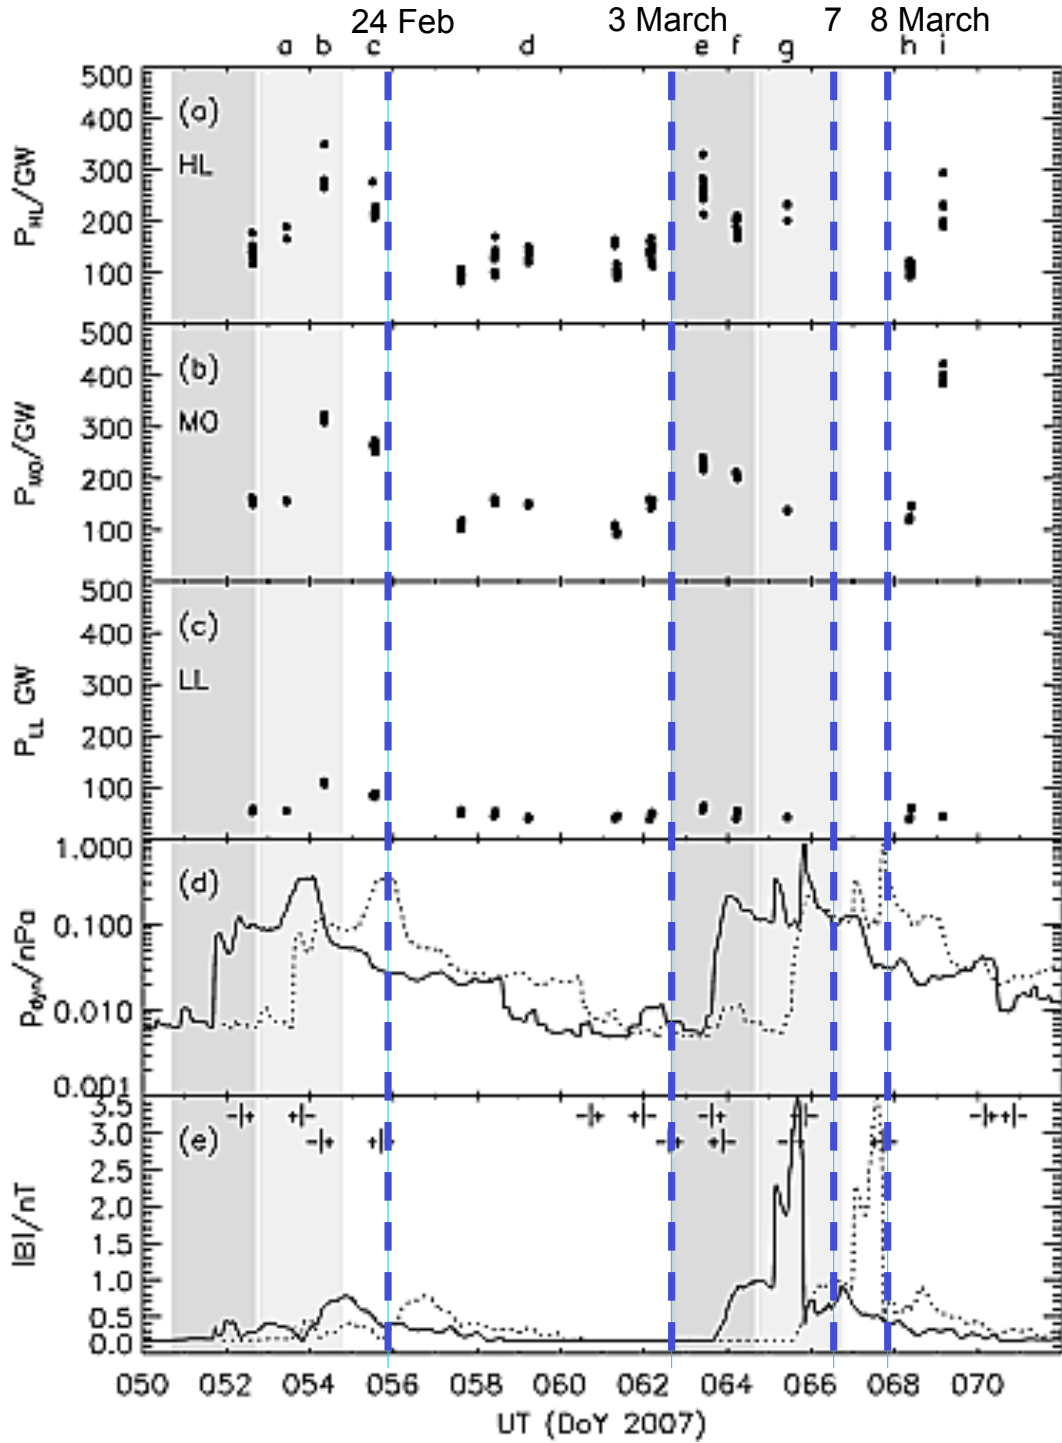 24 Feb 3 March 7 8 March
a b c d e f g h i
500
(a)
400
HL
300
200
100
P_HL/GW
500
(b)
400
MO
300
200
100
P_MO/GW
500
(c)
400
LL
300
200
100
P_LL GW
1.000
(d)
0.100
0.010
0.001
P_dyn/nPa
3.5
(e)
3.0
2.5
2.0
1.5
1.0
0.5
0.0
|B|/nT
050 052 054 056 058 060 062 064 066 068 070
UT (DoY 2007)